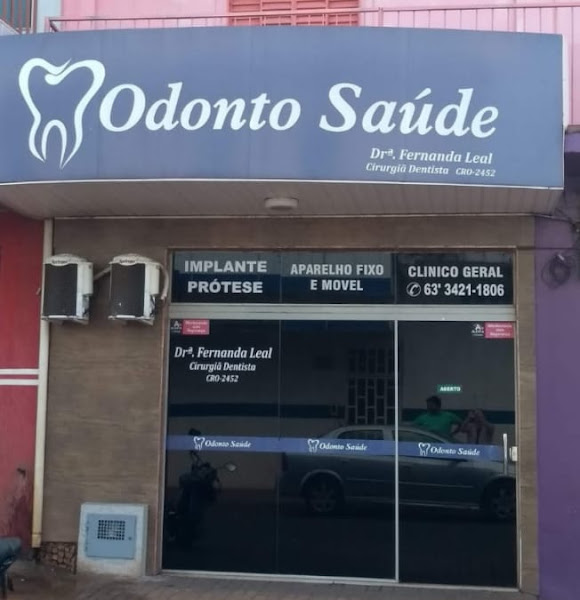 Odonto Saúde
Drª. Fernanda Leal
Cirurgiã Dentista CRO-2452
IMPLANTE
PRÓTESE
APARELHO FIXO
E MOVEL
CLINICO GERAL
63' 3421-1806
Drª. Fernanda Leal
Cirurgiã Dentista
CRO-2452
ABERTO
Odonto Saúde
Odonto Saúde
Odonto Saúde